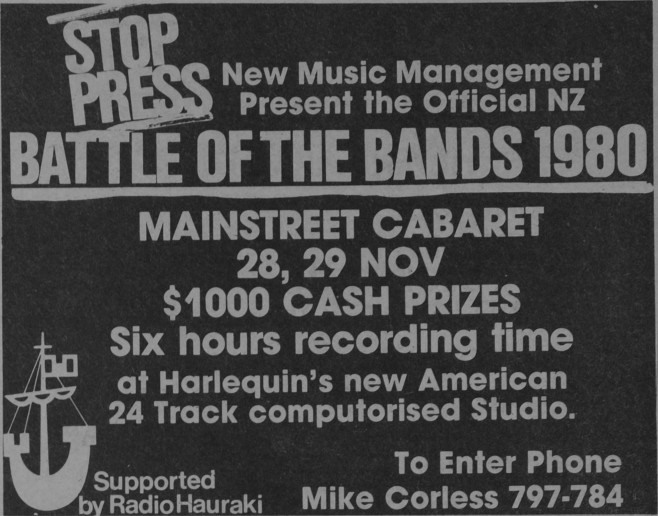 STOP
PRESS
New Music Management
Present the Official NZ
BATTLE OF THE BANDS 1980
MAINSTREET CABARET
28, 29 NOV
$1000 CASH PRIZES
Six hours recording time
at Harlequin's new American
24 Track computorised Studio.
Supported
by Radio Hauraki
To Enter Phone
Mike Corless 797-784